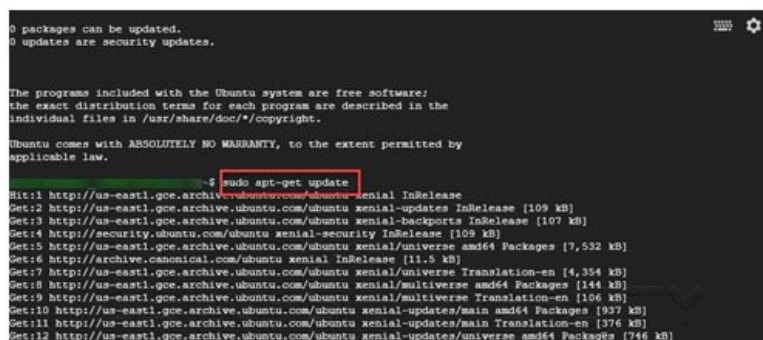 0 packages can be updated.
0 updates are security updates.
The programs included with the Ubuntu system are free software;
the exact distribution terms for each program are described in the
individual files in /usr/share/doc/*/copyright.
Ubuntu comes with ABSOLUTELY NO WARRANTY, to the extent permitted by
applicable law.
~$ sudo apt-get update
Hit:1 http://us-east1.gce.archive.ubuntu.com/ubuntu xenial InRelease
Get:2 http://us-east1.gce.archive.ubuntu.com/ubuntu xenial-updates InRelease [109 kB]
Get:3 http://us-east1.gce.archive.ubuntu.com/ubuntu xenial-backports InRelease [107 kB]
Get:4 http://security.ubuntu.com/ubuntu xenial-security InRelease [109 kB]
Get:5 http://us-east1.gce.archive.ubuntu.com/ubuntu xenial/universe amd64 Packages [7,532 kB]
Get:6 http://archive.canonical.com/ubuntu xenial InRelease [11.5 kB]
Get:7 http://us-east1.gce.archive.ubuntu.com/ubuntu xenial/universe Translation-en [4,354 kB]
Get:8 http://us-east1.gce.archive.ubuntu.com/ubuntu xenial/multiverse amd64 Packages [144 kB]
Get:9 http://us-east1.gce.archive.ubuntu.com/ubuntu xenial/multiverse Translation-en [106 kB]
Get:10 http://us-east1.gce.archive.ubuntu.com/ubuntu xenial-updates/main amd64 Packages [937 kB]
Get:11 http://us-east1.gce.archive.ubuntu.com/ubuntu xenial-updates/main Translation-en [376 kB]
Get:12 http://us-east1.gce.archive.ubuntu.com/ubuntu xenial-updates/universe amd64 Packages [746 kB]